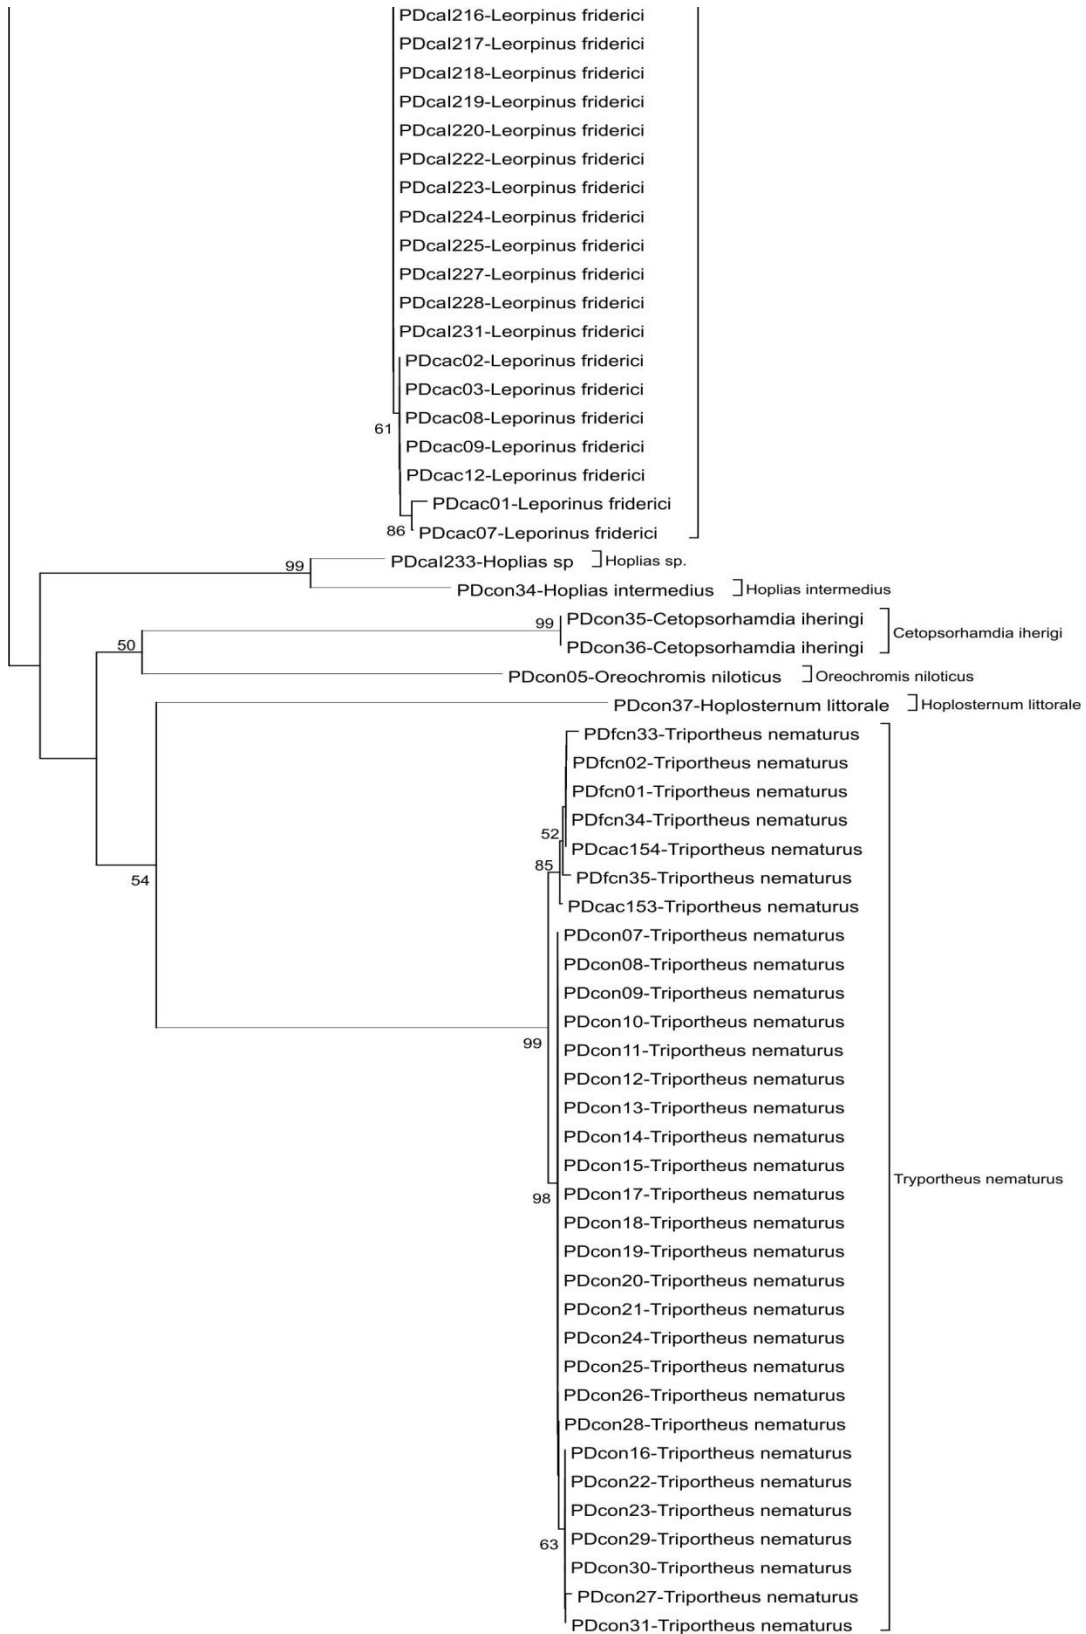 PDcal216-Leorpinus friderici
PDcal217-Leorpinus friderici
PDcal218-Leorpinus friderici
PDcal219-Leorpinus friderici
PDcal220-Leorpinus friderici
PDcal222-Leorpinus friderici
PDcal223-Leorpinus friderici
PDcal224-Leorpinus friderici
PDcal225-Leorpinus friderici
PDcal227-Leorpinus friderici
PDcal228-Leorpinus friderici
PDcal231-Leorpinus friderici
PDcac02-Leporinus friderici
PDcac03-Leporinus friderici
PDcac08-Leporinus friderici
61
PDcac09-Leporinus friderici
PDcac12-Leporinus friderici
PDcac01-Leporinus friderici
86 PDcac07-Leporinus friderici
99 PDcal233-Hoplias sp Hoplias sp.
PDcon34-Hoplias intermedius Hoplias intermedius
99 PDcon35-Cetopsorhamdia iheringi
Cetopsorhamdia iherigi
50 PDcon36-Cetopsorhamdia iheringi
PDcon05-Oreochromis niloticus Oreochromis niloticus
PDcon37-Hoplosternum littorale Hoplosternum littorale
PDfcn33-Triportheus nematurus
PDfcn02-Triportheus nematurus
PDfcn01-Triportheus nematurus
PDfcn34-Triportheus nematurus
52
PDcac154-Triportheus nematurus
85
PDfcn35-Triportheus nematurus
54
PDcac153-Triportheus nematurus
PDcon07-Triportheus nematurus
PDcon08-Triportheus nematurus
PDcon09-Triportheus nematurus
PDcon10-Triportheus nematurus
99
PDcon11-Triportheus nematurus
PDcon12-Triportheus nematurus
PDcon13-Triportheus nematurus
PDcon14-Triportheus nematurus
PDcon15-Triportheus nematurus
Tryportheus nematurus
98 PDcon17-Triportheus nematurus
PDcon18-Triportheus nematurus
PDcon19-Triportheus nematurus
PDcon20-Triportheus nematurus
PDcon21-Triportheus nematurus
PDcon24-Triportheus nematurus
PDcon25-Triportheus nematurus
PDcon26-Triportheus nematurus
PDcon28-Triportheus nematurus
PDcon16-Triportheus nematurus
PDcon22-Triportheus nematurus
PDcon23-Triportheus nematurus
63 PDcon29-Triportheus nematurus
PDcon30-Triportheus nematurus
PDcon27-Triportheus nematurus
PDcon31-Triportheus nematurus